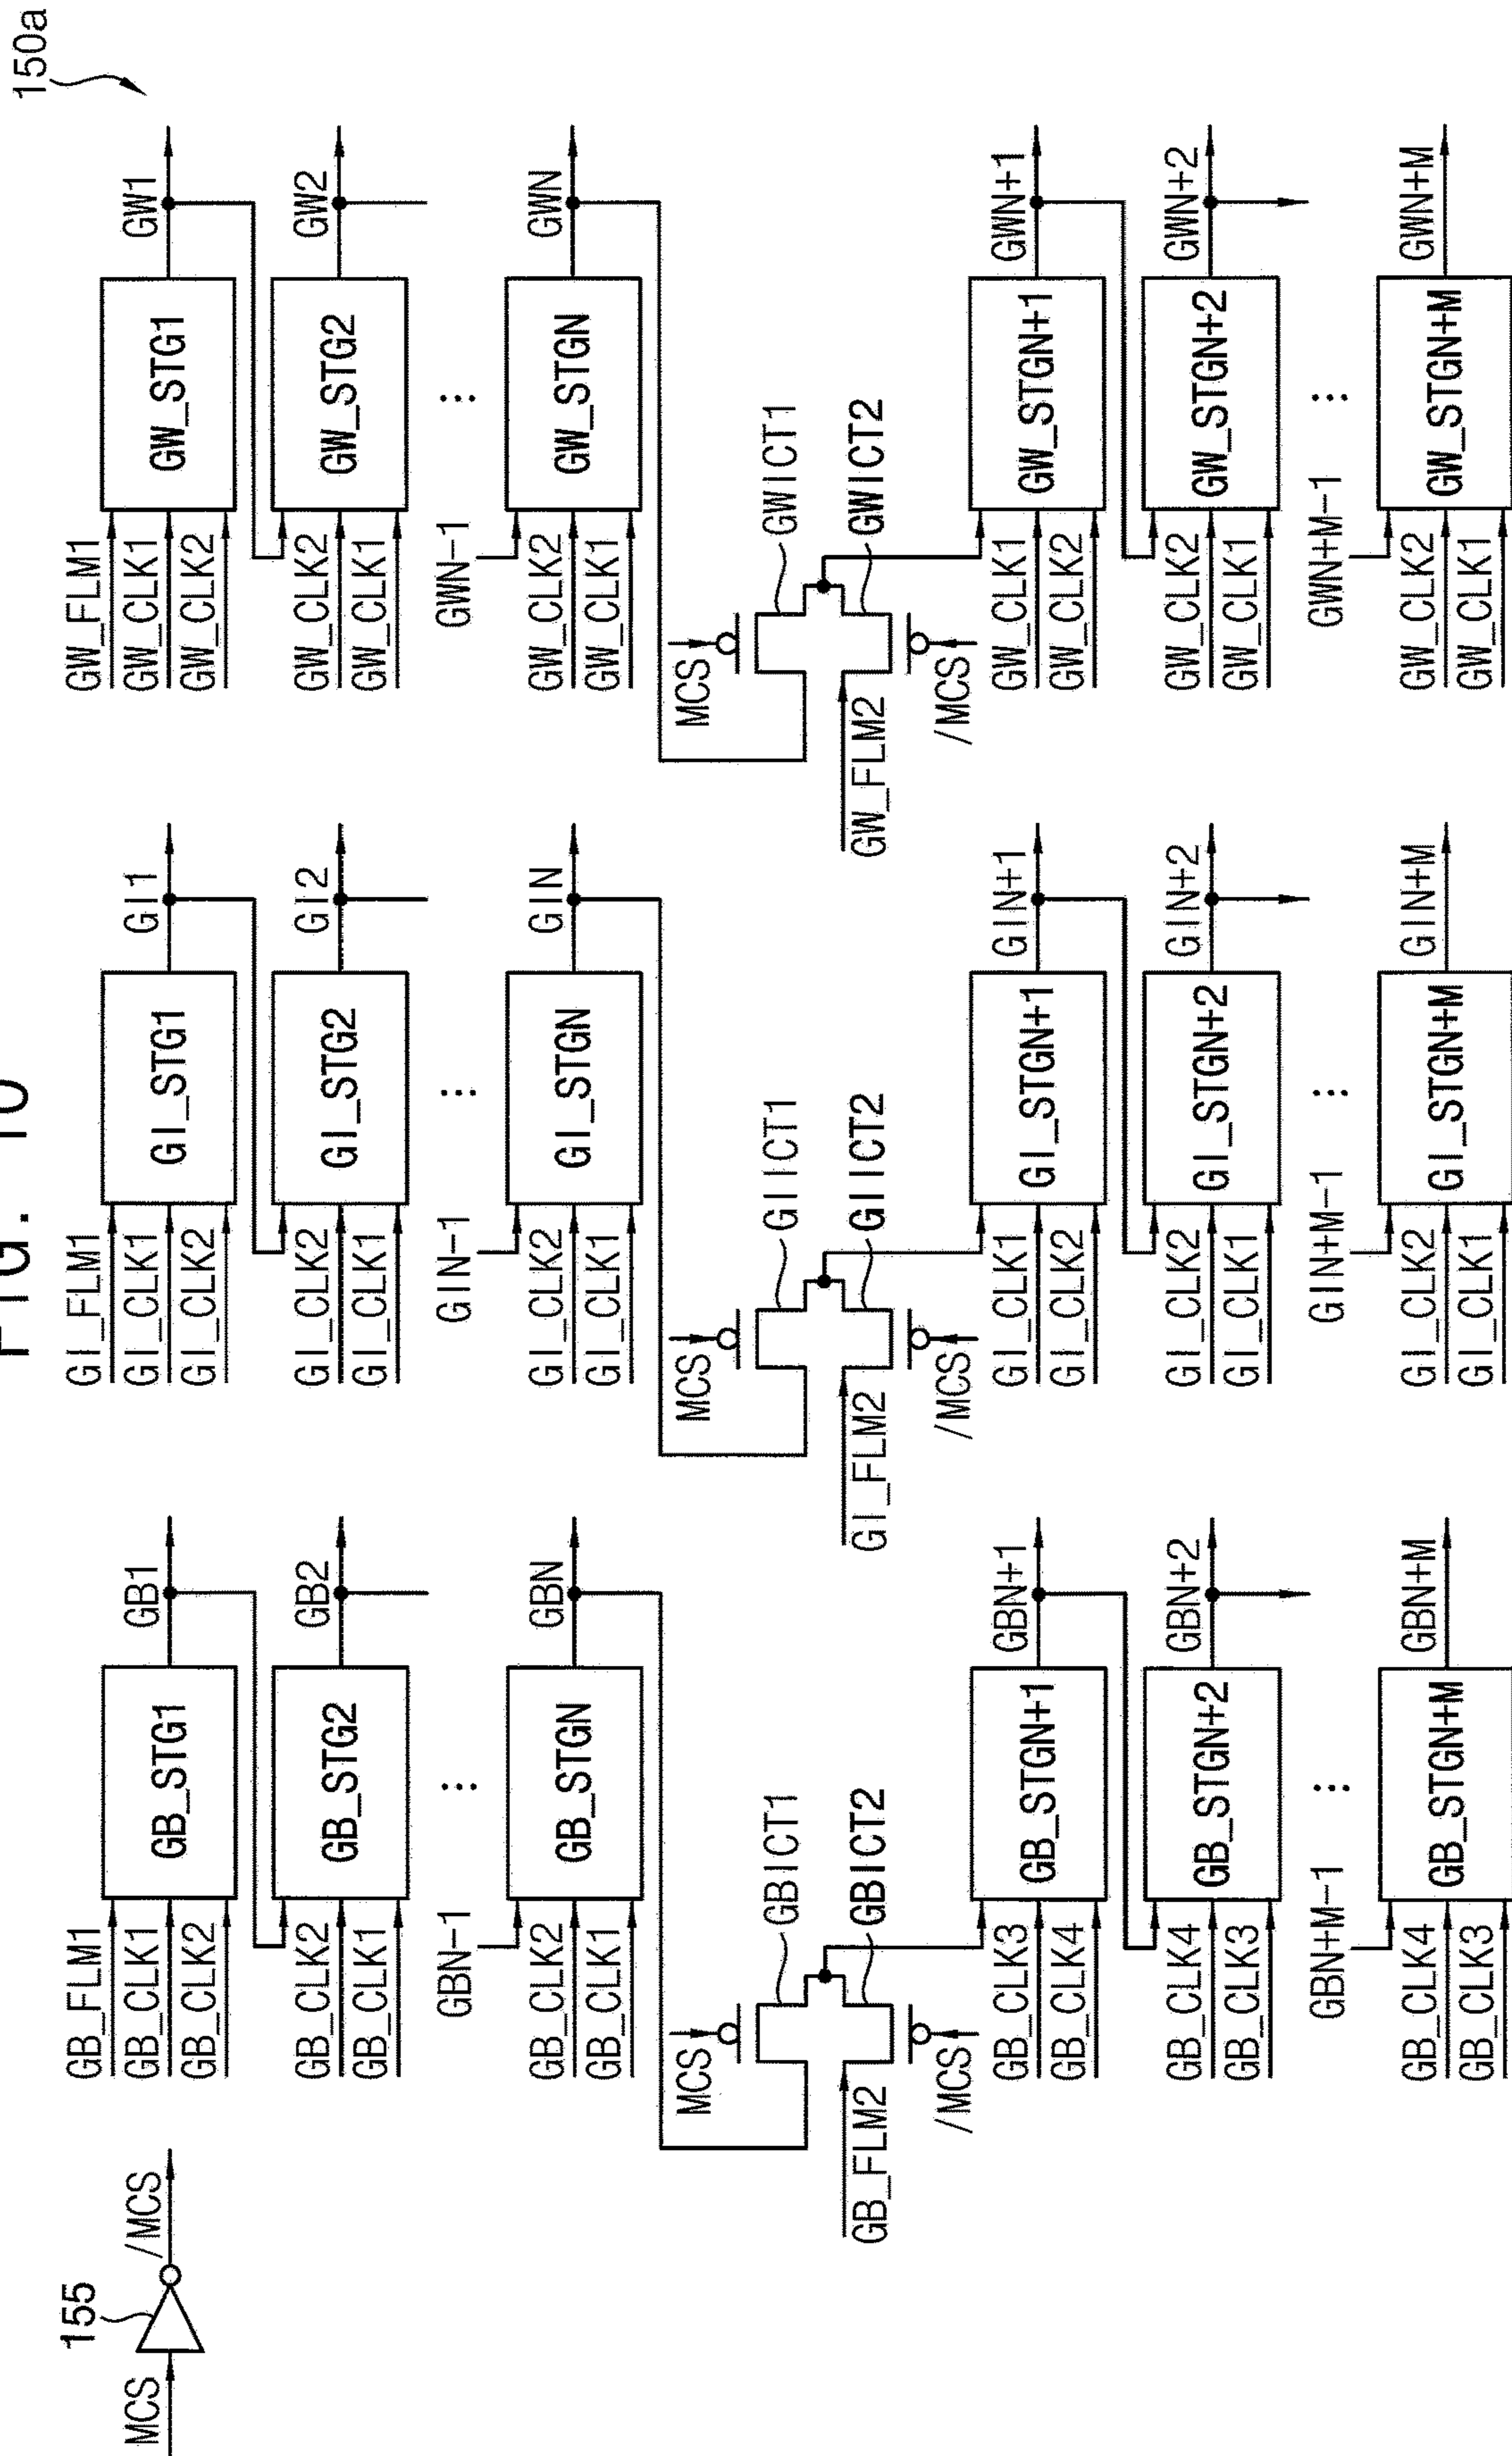 FIG. 10
150a
155
MCS
/MCS
GB_FLM1
GB_CLK1
GB_CLK2
GB_STG1
GB1
GB_CLK2
GB_CLK1
GB_STG2
GB2
GBN-1
GB_CLK2
GB_CLK1
GB_STGN
GBN
MCS
GB_FLM2
/MCS
GBICT1
GBICT2
GB_CLK3
GB_CLK4
GB_STGN+1
GBN+1
GB_CLK4
GB_CLK3
GB_STGN+2
GBN+2
GBN+M-1
GB_CLK4
GB_CLK3
GB_STGN+M
GBN+M
GI_FLM1
GI_CLK1
GI_CLK2
GI_STG1
GI1
GI_CLK2
GI_CLK1
GI_STG2
GI2
GIN-1
GI_CLK2
GI_CLK1
GI_STGN
GIN
MCS
GI_FLM2
/MCS
GIICT1
GIICT2
GI_CLK1
GI_CLK2
GI_STGN+1
GIN+1
GI_CLK2
GI_CLK1
GI_STGN+2
GIN+2
GIN+M-1
GI_CLK2
GI_CLK1
GI_STGN+M
GIN+M
GW_FLM1
GW_CLK1
GW_CLK2
GW_STG1
GW1
GW_CLK2
GW_CLK1
GW_STG2
GW2
GWN-1
GW_CLK2
GW_CLK1
GW_STGN
GWN
MCS
GW_FLM2
/MCS
GWICT1
GWICT2
GW_CLK1
GW_CLK2
GW_STGN+1
GWN+1
GW_CLK2
GW_CLK1
GW_STGN+2
GWN+2
GWN+M-1
GW_CLK2
GW_CLK1
GW_STGN+M
GWN+M